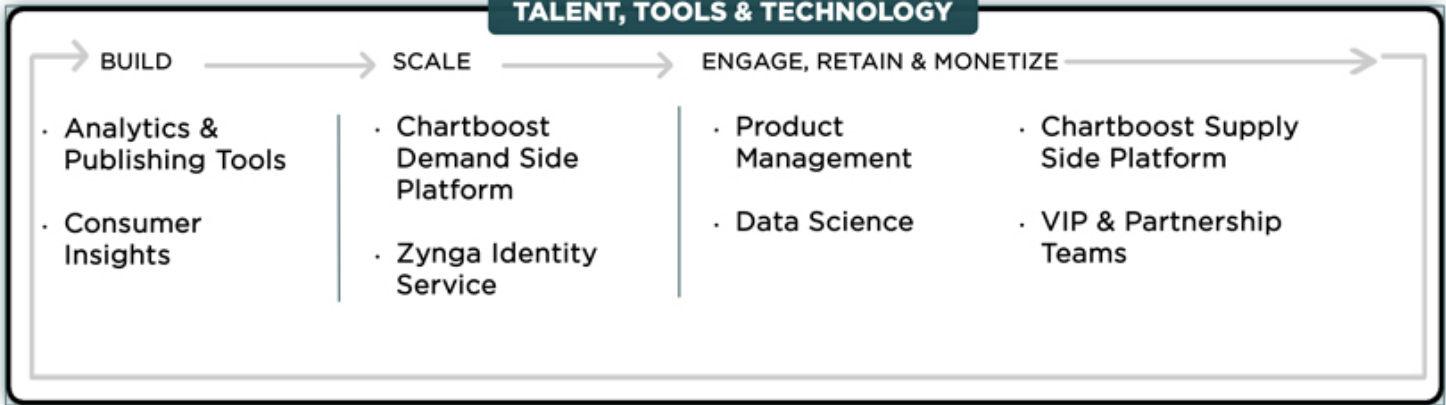 TALENT, TOOLS & TECHNOLOGY
BUILD
SCALE
ENGAGE, RETAIN & MONETIZE
· Analytics &
Publishing Tools
· Consumer
Insights
· Chartboost
Demand Side
Platform
· Zynga Identity
Service
· Product
Management
· Data Science
· Chartboost Supply
Side Platform
· VIP & Partnership
Teams